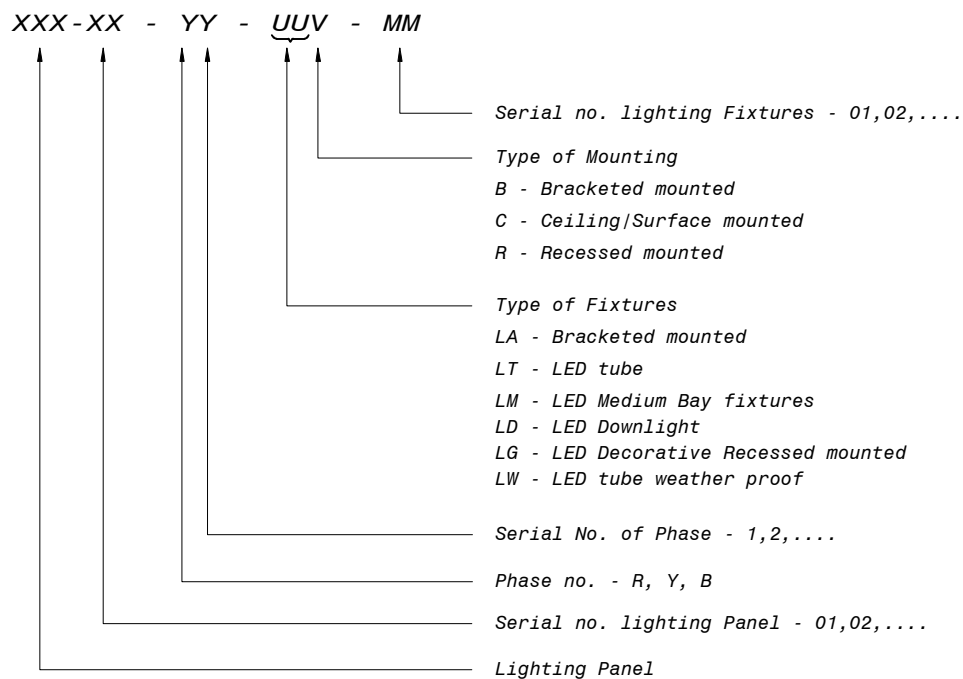 XXX-XX - YY - UUV - MM
Serial no. lighting Fixtures - 01,02,....
Type of Mounting
B - Bracketed mounted
C - Ceiling/Surface mounted
R - Recessed mounted
Type of Fixtures
LA - Bracketed mounted
LT - LED tube
LM - LED Medium Bay fixtures
LD - LED Downlight
LG - LED Decorative Recessed mounted
LW - LED tube weather proof
Serial No. of Phase - 1,2,....
Phase no. - R, Y, B
Serial no. lighting Panel - 01,02,....
Lighting Panel